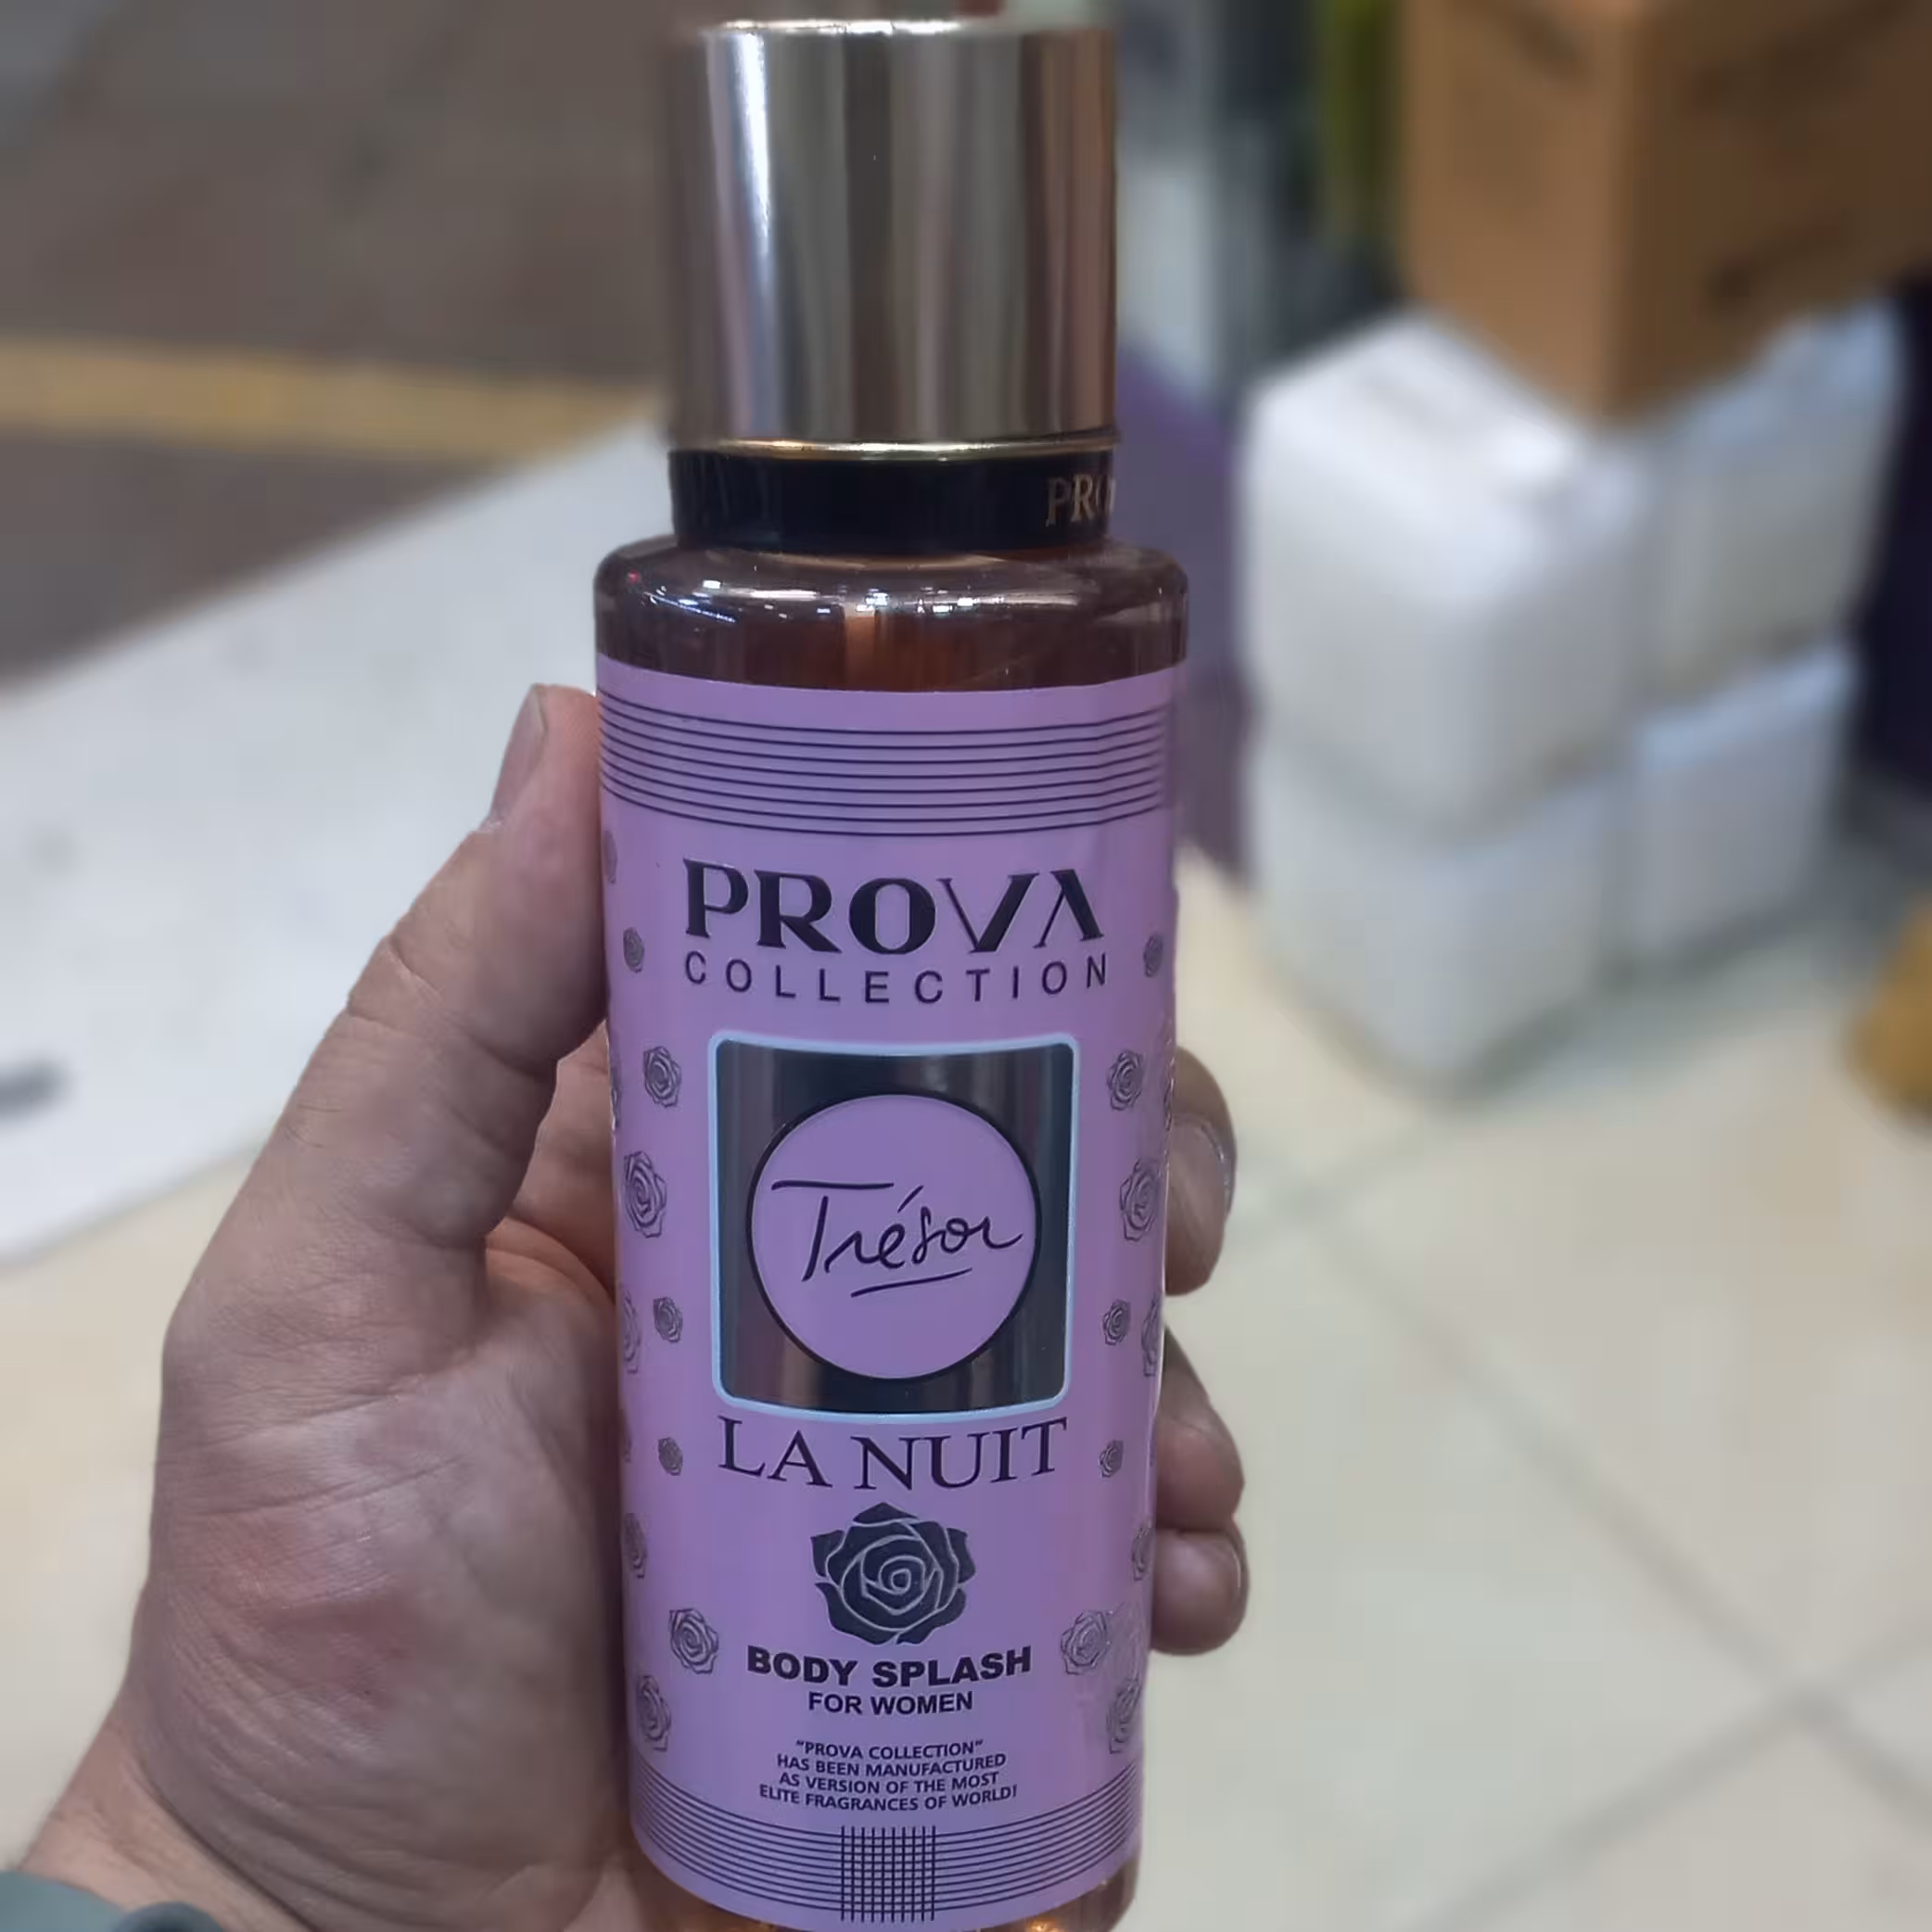 PROVA
COLLECTION
Trésor
LA NUIT
BODY SPLASH
FOR WOMEN
"PROVA COLLECTION"
HAS BEEN MANUFACTURED
AS VERSION OF THE MOST
ELITE FRAGRANCES OF WORLD!